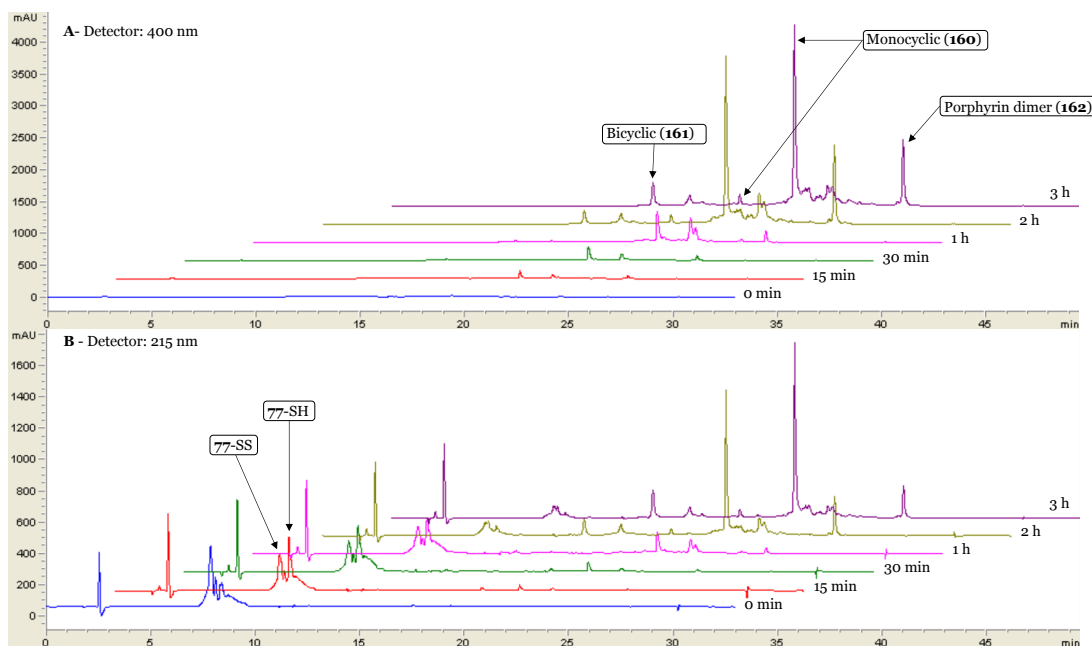 mAU
A- Detector: 400 nm
Monocyclic (160)
4000
3500
3000
Porphyrin dimer (162)
2500
Bicyclic (161)
2000
1500
3 h
2 h
1000
1 h
500
30 min
15 min
0
0 min
5 10 15 20 25 30 35 40 45 min
mAU
B - Detector: 215 nm
1600
1400
77-SH
1200
77-SS
1000
800
3 h
600
2 h
400
1 h
30 min
200
15 min
0 min
0
0 5 10 15 20 25 30 35 40 45 min